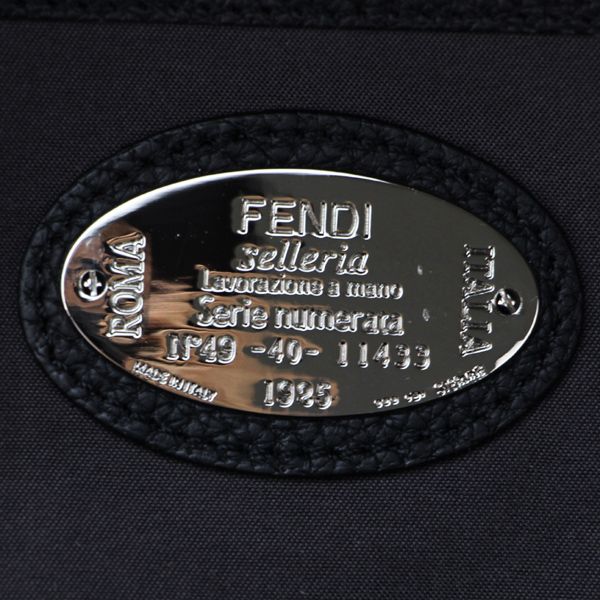 FENDI
selleria
Lavorazione a mano
Serie numerata
N°49 -40- 11433
1925
ROMA
ITALIA
MADE IN ITALY